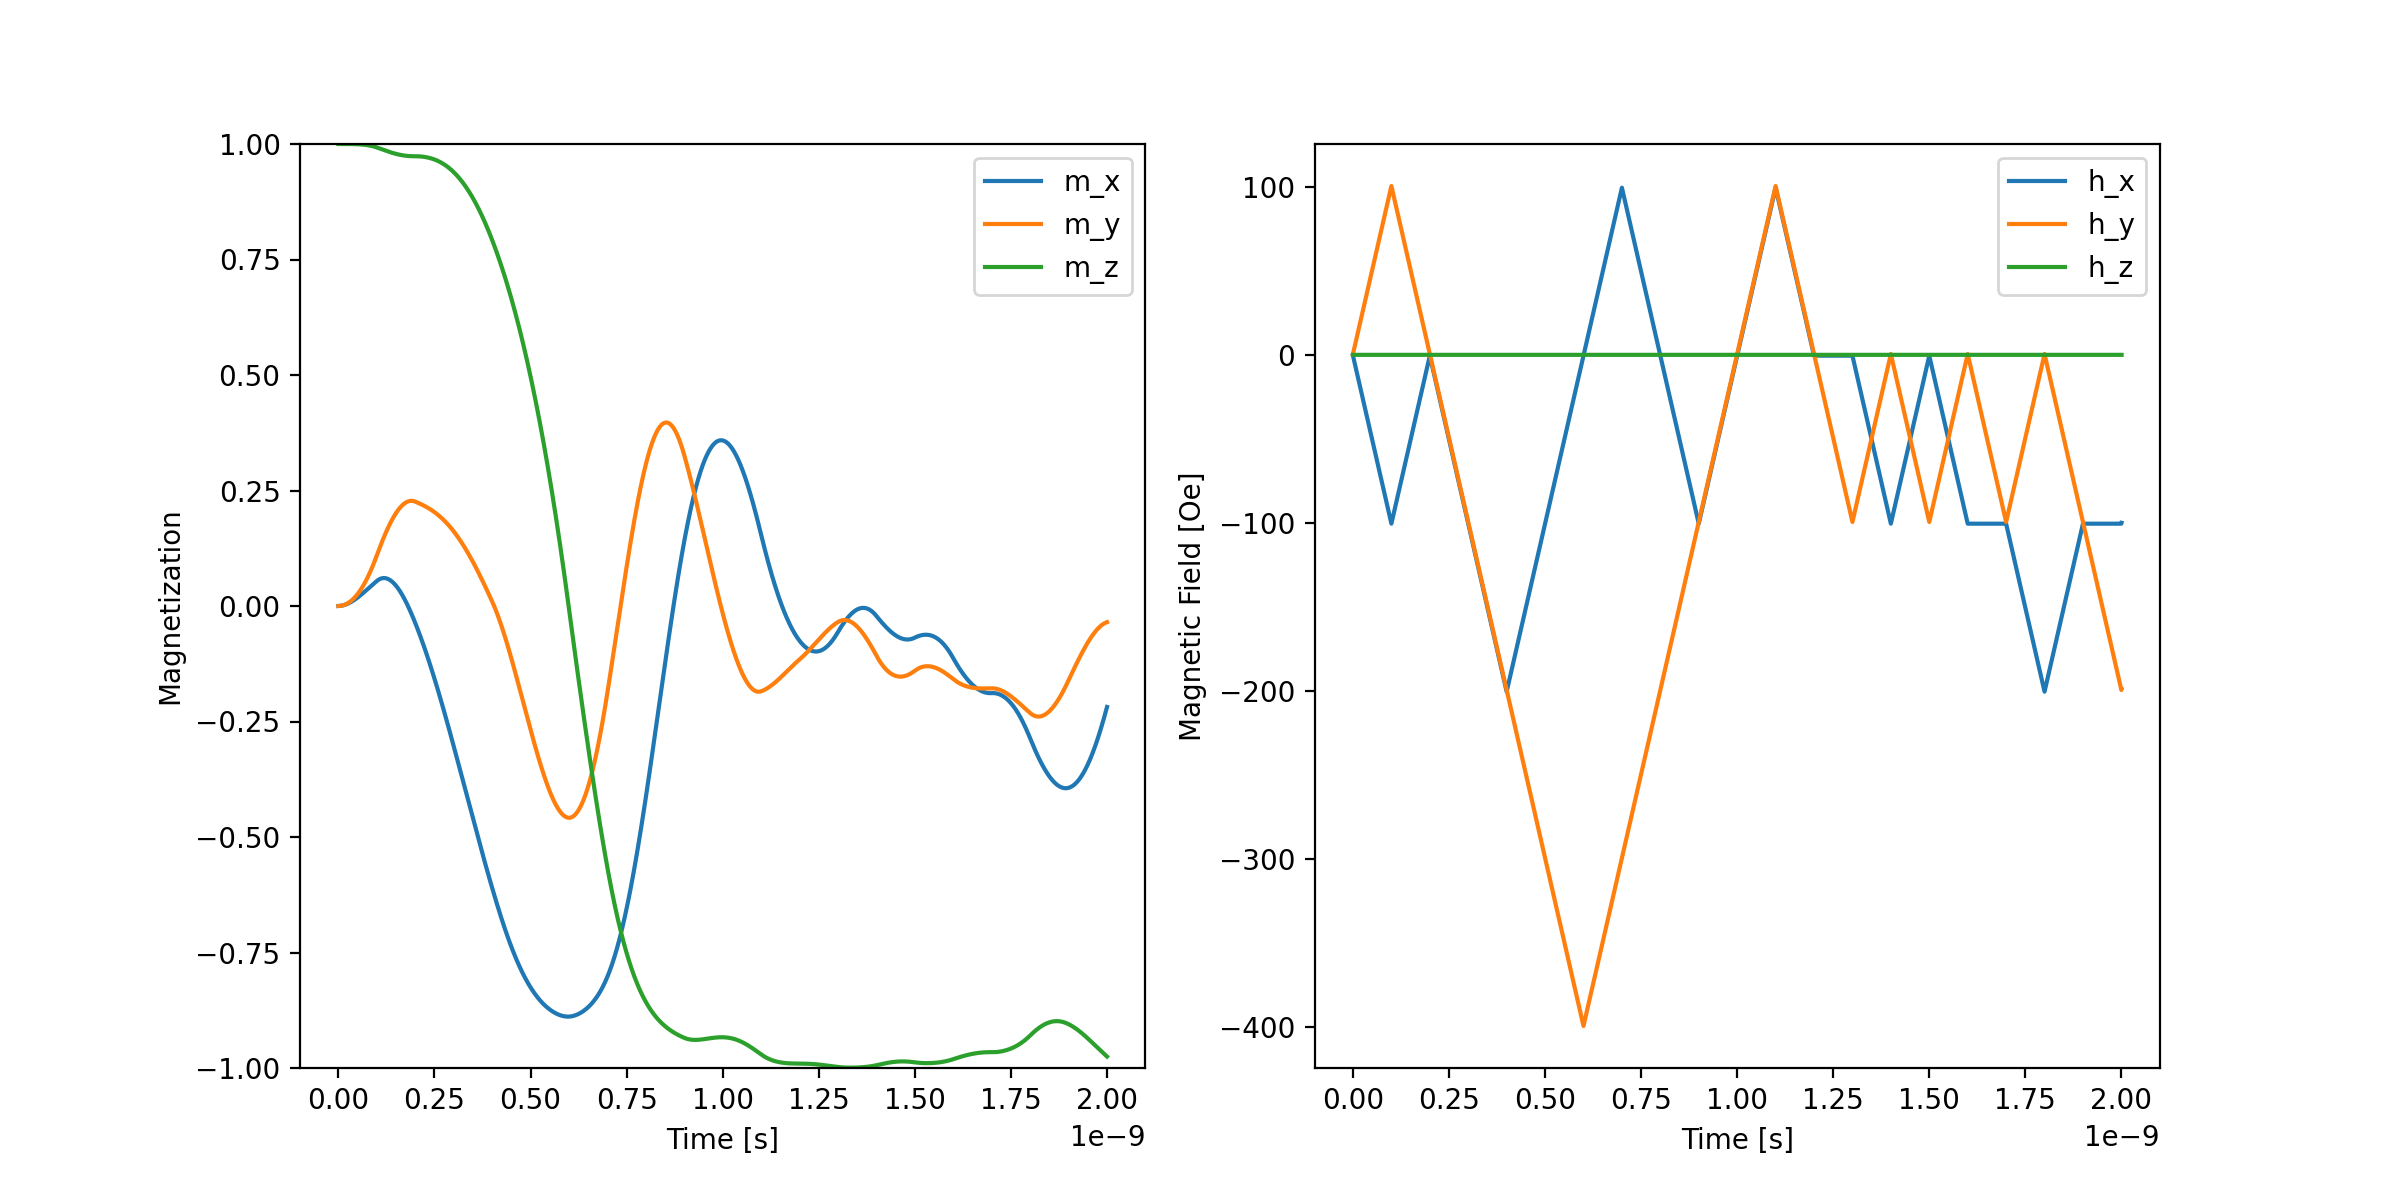 1.00
0.75
0.50
0.25
0.00
−0.25
−0.50
−0.75
−1.00
Magnetization
m_x
m_y
m_z
0.00 0.25 0.50 0.75 1.00 1.25 1.50 1.75 2.00
Time [s]
1e−9
100
0
−100
−200
−300
−400
Magnetic Field [Oe]
h_x
h_y
h_z
0.00 0.25 0.50 0.75 1.00 1.25 1.50 1.75 2.00
Time [s]
1e−9